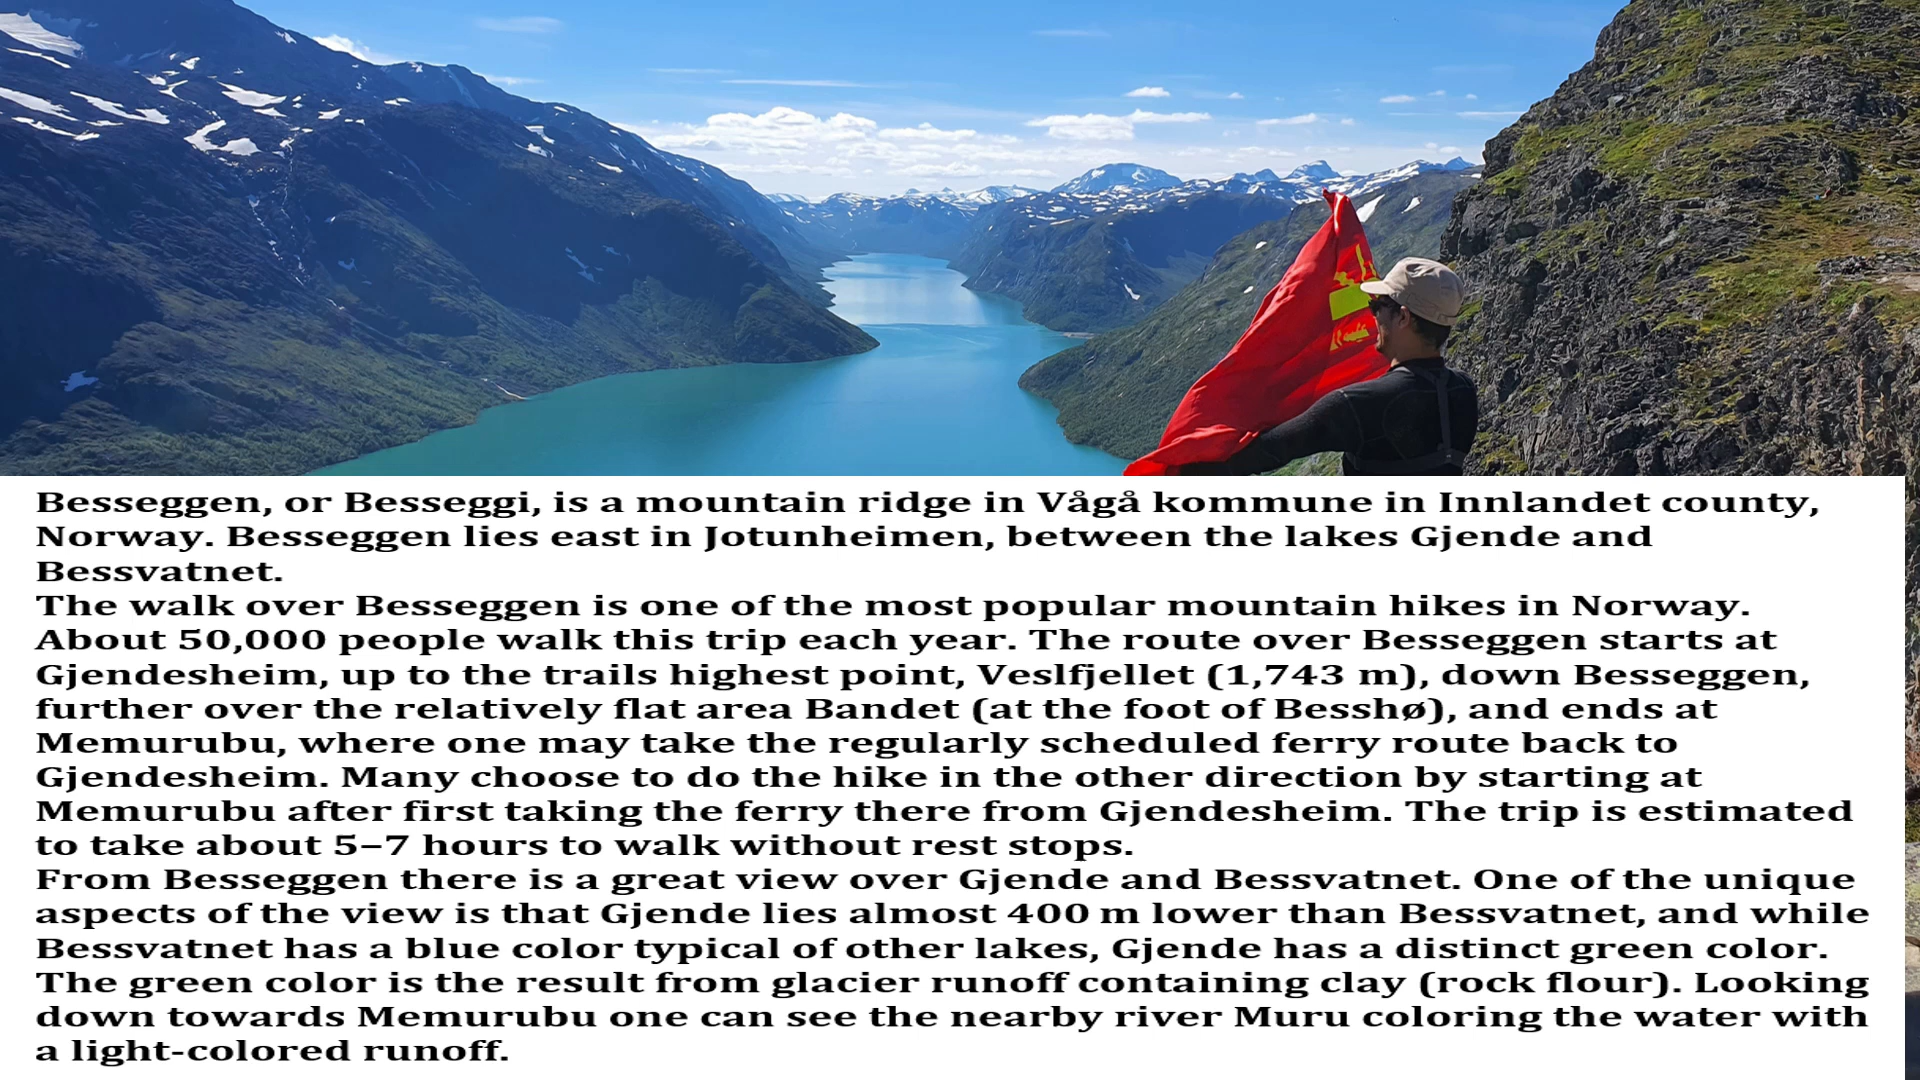 Besseggen, or Besseggi, is a mountain ridge in Vågå kommune in Innlandet county,
Norway. Besseggen lies east in Jotunheimen, between the lakes Gjende and
Bessvatnet.
The walk over Besseggen is one of the most popular mountain hikes in Norway.
About 50,000 people walk this trip each year. The route over Besseggen starts at
Gjendesheim, up to the trails highest point, Veslfjellet (1,743 m), down Besseggen,
further over the relatively flat area Bandet (at the foot of Besshø), and ends at
Memurubu, where one may take the regularly scheduled ferry route back to
Gjendesheim. Many choose to do the hike in the other direction by starting at
Memurubu after first taking the ferry there from Gjendesheim. The trip is estimated
to take about 5–7 hours to walk without rest stops.
From Besseggen there is a great view over Gjende and Bessvatnet. One of the unique
aspects of the view is that Gjende lies almost 400 m lower than Bessvatnet, and while
Bessvatnet has a blue color typical of other lakes, Gjende has a distinct green color.
The green color is the result from glacier runoff containing clay (rock flour). Looking
down towards Memurubu one can see the nearby river Muru coloring the water with
a light-colored runoff.